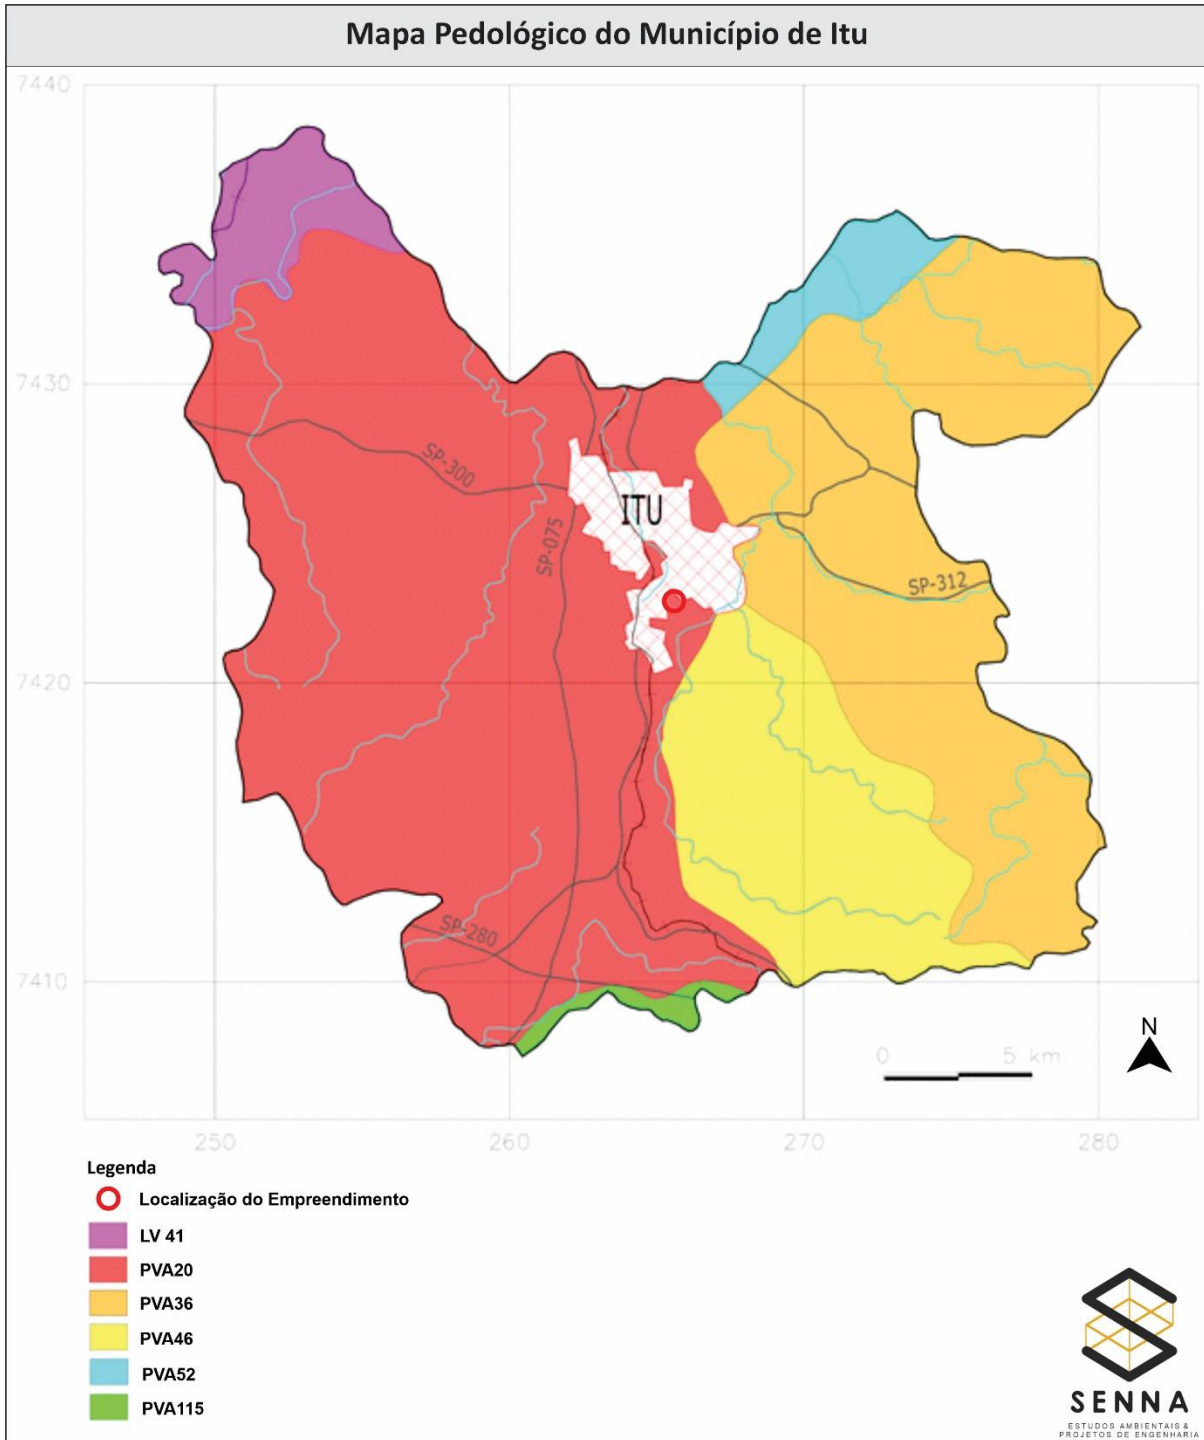 Mapa Pedológico do Município de Itu
7440
7430
SP-300
ITU
SP-075
SP-312
7420
SP-280
7410
N
0 5 km
250 260 270 280
Legenda
Localização do Empreendimento
LV 41
PVA20
PVA36
PVA46
PVA52
PVA115
SENNA
ESTUDOS AMBIENTAIS &
PROJETOS DE ENGENHARIA